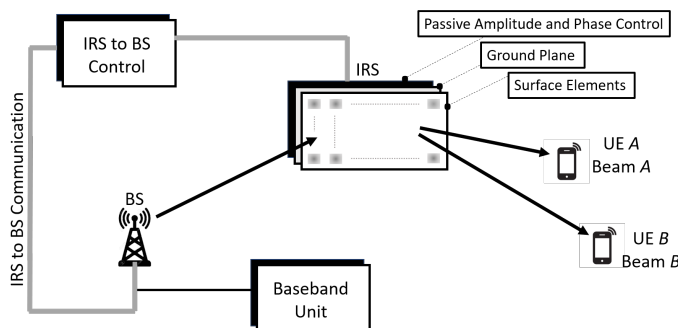 Passive Amplitude and Phase Control
IRS to BS
Control
IRS
Ground Plane
Surface Elements
UE A
Beam A
IRS to BS Communication
BS
UE B
Beam B
Baseband
Unit